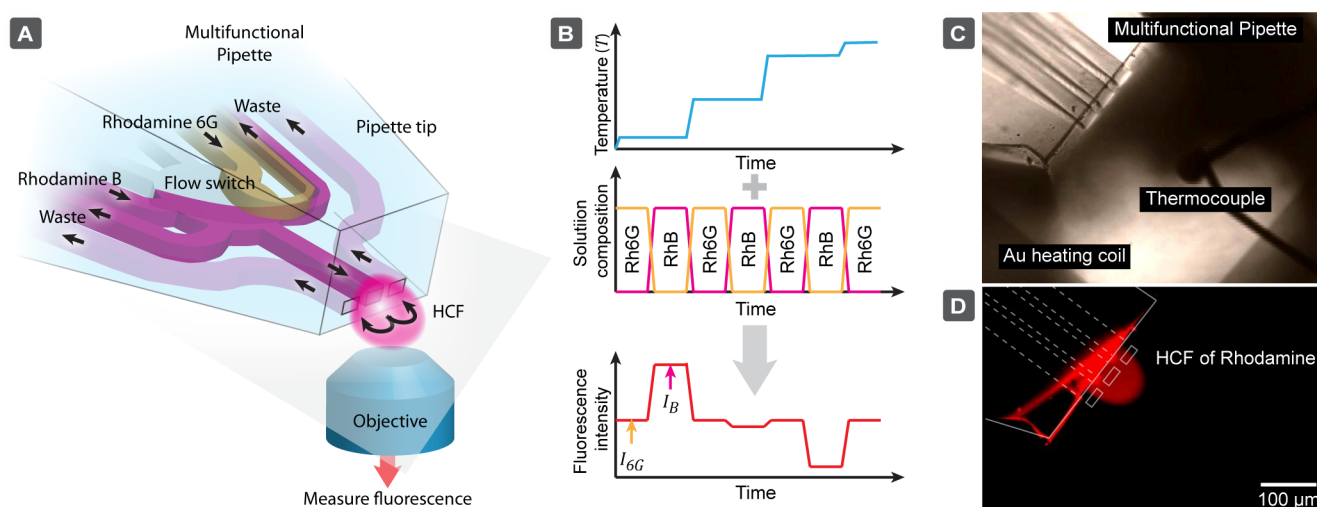 A
Multifunctional
Pipette
Waste
Rhodamine 6G
Pipette tip
Rhodamine B
Flow switch
Waste
HCF
Objective
Measure fluorescence
B
Temperature (T)
Time
Solution
composition
Rh6G
RhB
Rh6G
RhB
Rh6G
RhB
Rh6G
Time
Fluorescence
intensity
I_B
I_6G
Time
C
Multifunctional Pipette
Thermocouple
Au heating coil
D
HCF of Rhodamine
100 µm